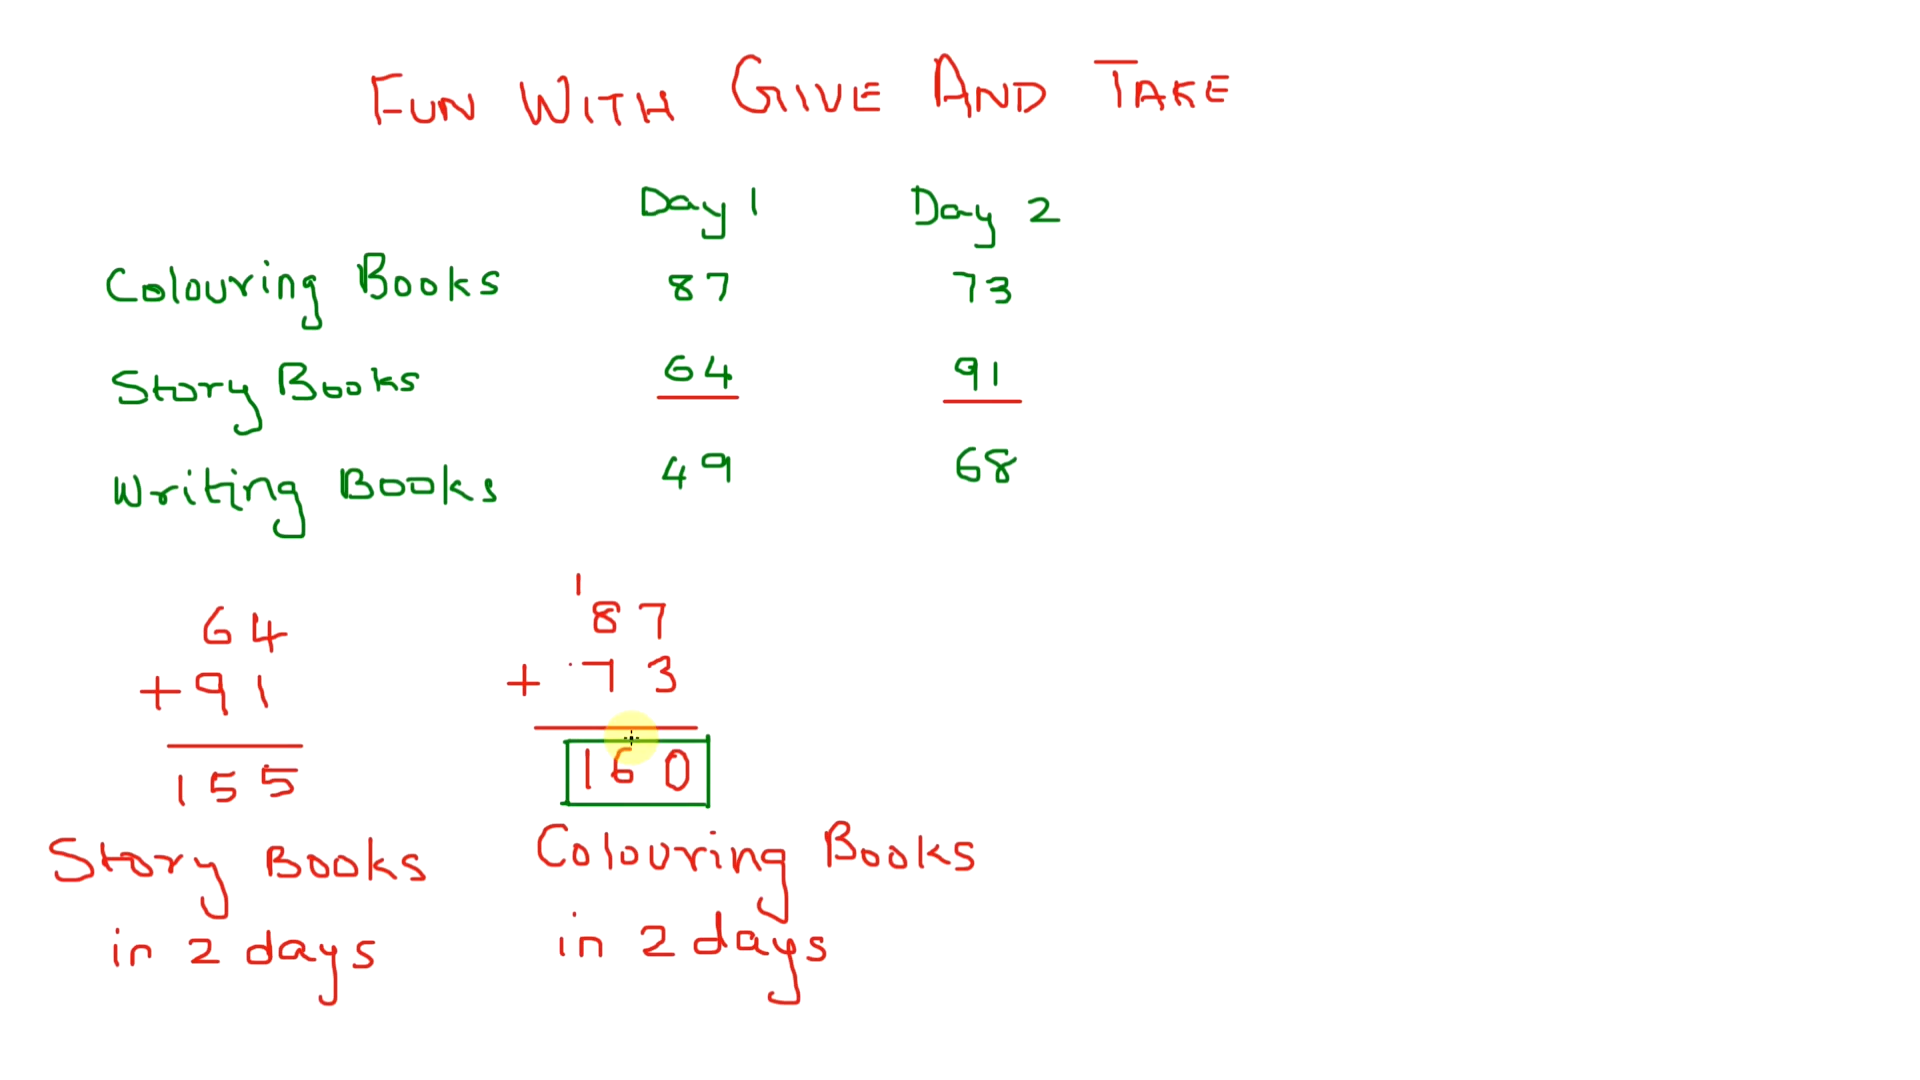 FUN WITH GIVE AND TAKE
Day 1 Day 2
Colouring Books 87 73
Story Books 64 91
Writing Books 49 68
1
64 87
+91 + 73
155 160
Story Books Colouring Books
in 2 days in 2 days